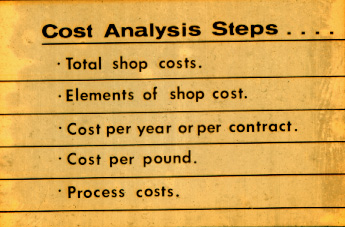 Cost Analysis Steps . . . .
· Total shop costs.
· Elements of shop cost.
· Cost per year or per contract.
· Cost per pound.
· Process costs.